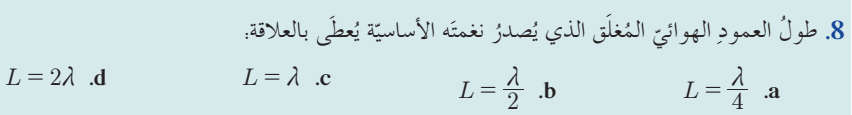 8. طولُ العمودِ الهوائيّ المُغلَق الذي يُصدرُ نغمتَه الأساسيّة يُعطَى بالعلاقة:
a. L = λ/4 b. L = λ/2 c. L = λ d. L = 2λ